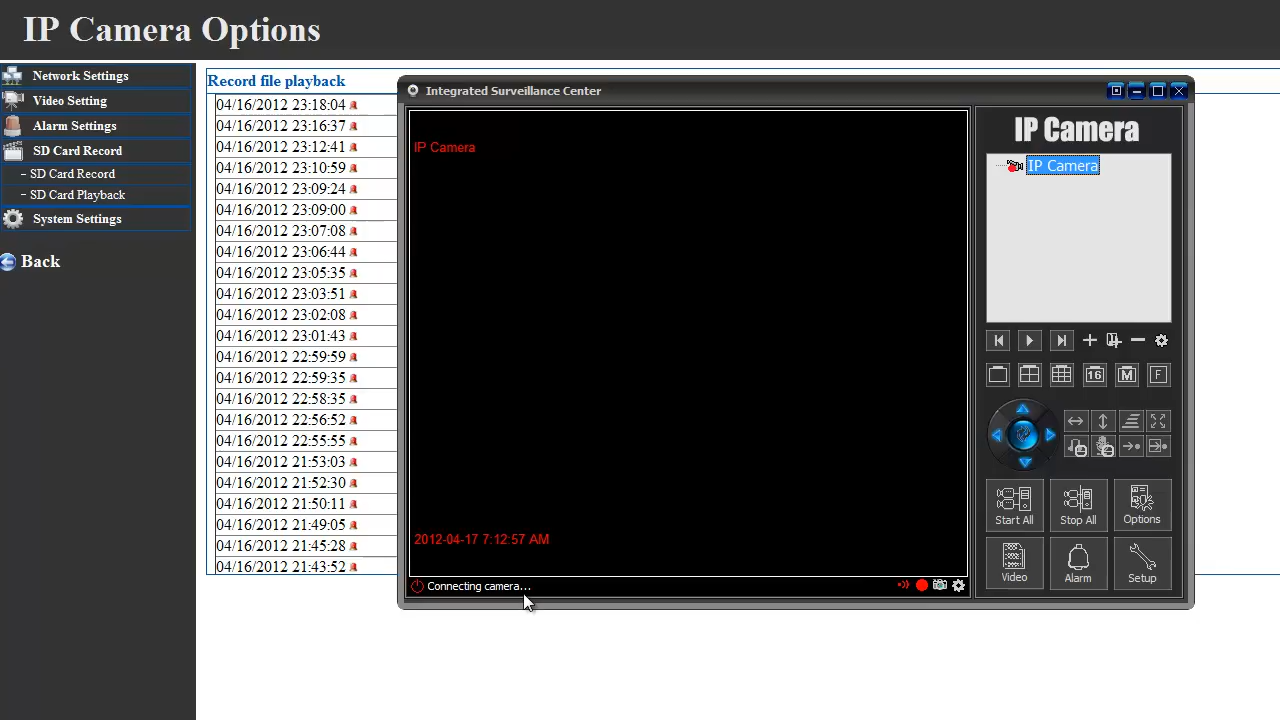 IP Camera Options
Network Settings
Video Setting
Alarm Settings
SD Card Record
- SD Card Record
- SD Card Playback
System Settings
Back
Record file playback
04/16/2012 23:18:04
04/16/2012 23:16:37
04/16/2012 23:12:41
04/16/2012 23:10:59
04/16/2012 23:09:24
04/16/2012 23:09:00
04/16/2012 23:07:08
04/16/2012 23:06:44
04/16/2012 23:05:35
04/16/2012 23:03:51
04/16/2012 23:02:08
04/16/2012 23:01:43
04/16/2012 22:59:59
04/16/2012 22:59:35
04/16/2012 22:58:35
04/16/2012 22:56:52
04/16/2012 22:55:55
04/16/2012 21:53:03
04/16/2012 21:52:30
04/16/2012 21:50:11
04/16/2012 21:49:05
04/16/2012 21:45:28
04/16/2012 21:43:52
Integrated Surveillance Center
IP Camera
2012-04-17 7:12:57 AM
Connecting camera...
IP Camera
IP Camera
16 M F
Start All Stop All Options
Video Alarm Setup